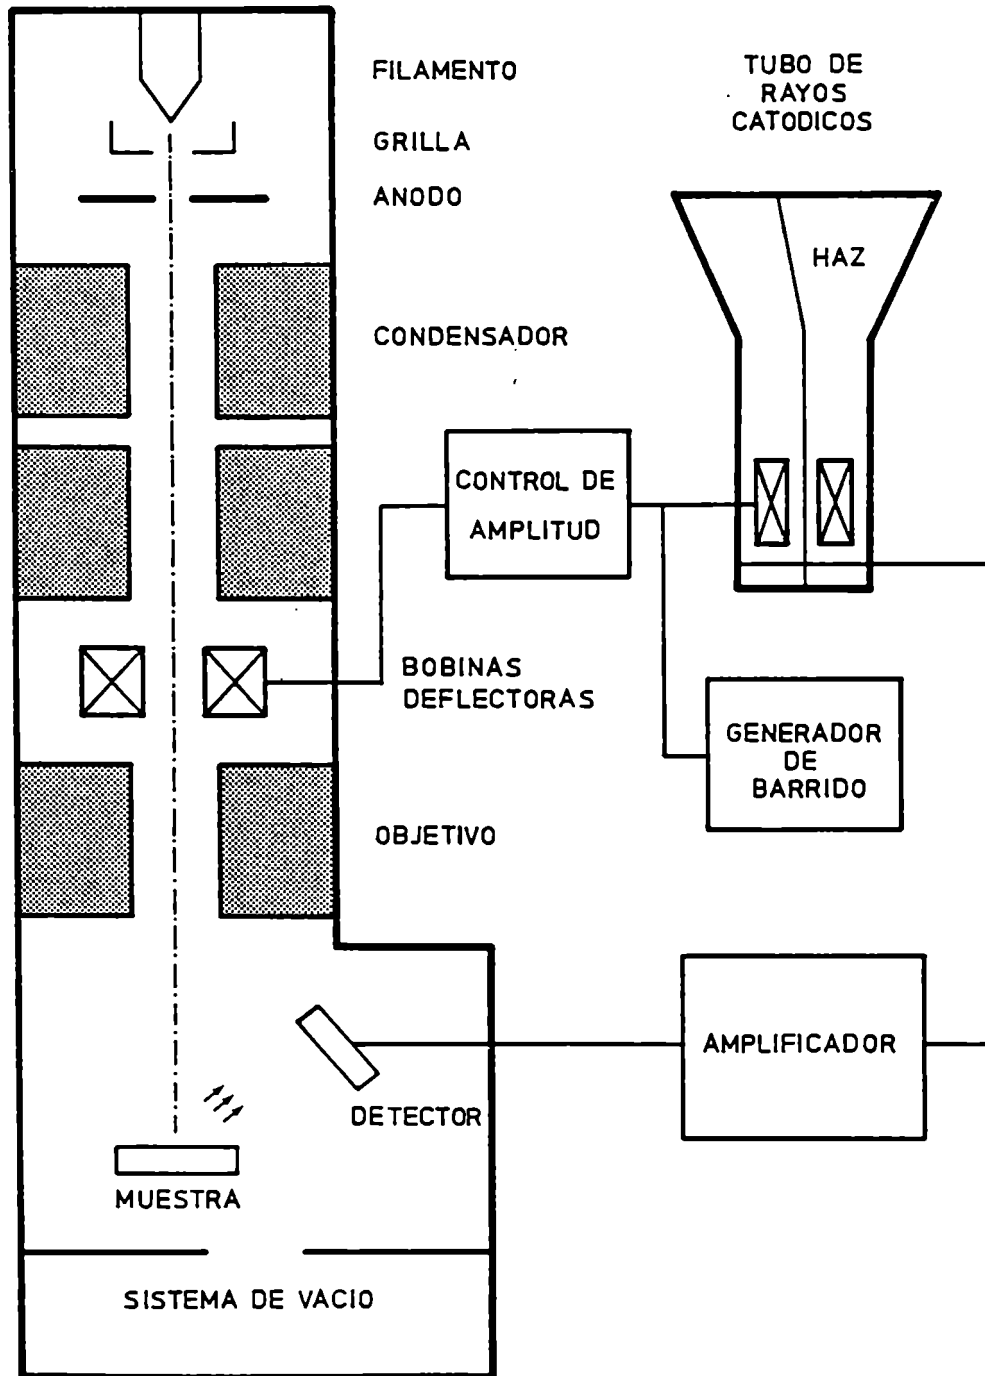 FILAMENTO
GRILLA
ANODO
CONDENSADOR
BOBINAS
DEFLECTORAS
OBJETIVO
DETECTOR
MUESTRA
SISTEMA DE VACIO
TUBO DE
RAYOS
CATODICOS
HAZ
CONTROL DE
AMPLITUD
GENERADOR
DE
BARRIDO
AMPLIFICADOR